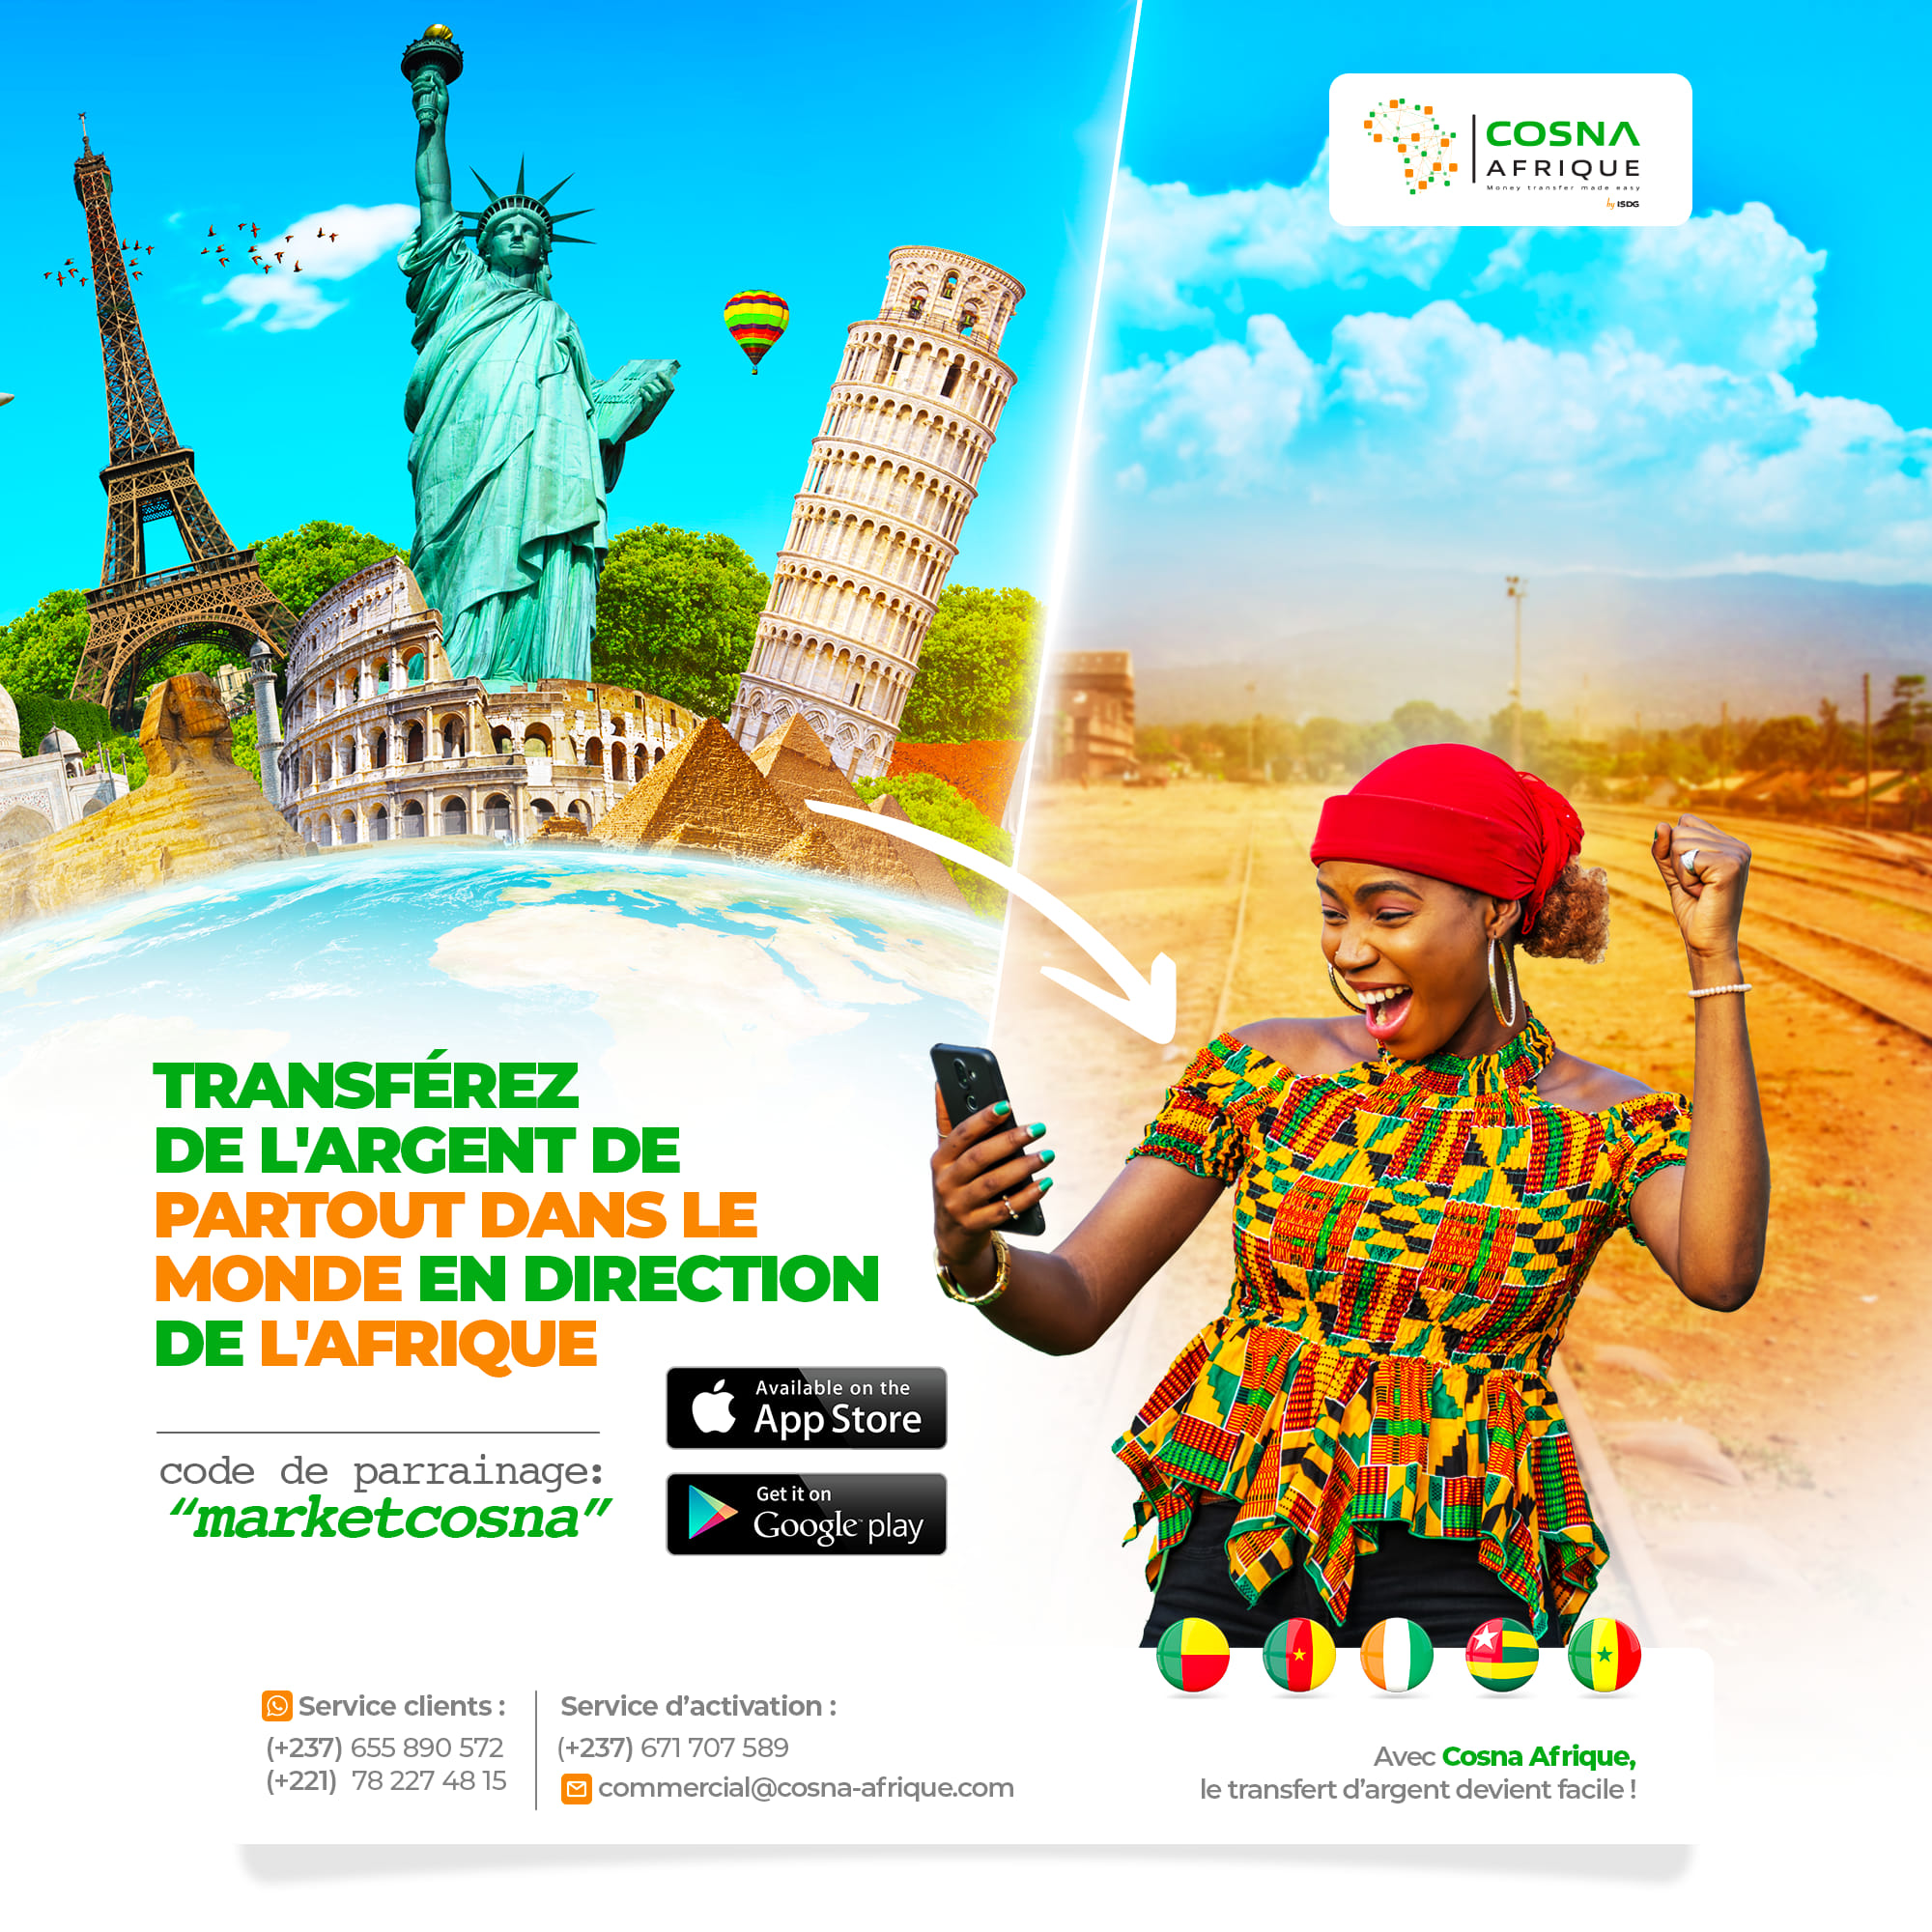 COSNA
AFRIQUE
Money transfer made easy
by ISDG
TRANSFÉREZ
DE L'ARGENT DE
PARTOUT DANS LE
MONDE EN DIRECTION
DE L'AFRIQUE
code de parrainage:
“marketcosna”
Available on the
App Store
Get it on
Google play
Service clients :
(+237) 655 890 572
(+221) 78 227 48 15
Service d’activation :
(+237) 671 707 589
commercial@cosna-afrique.com
Avec Cosna Afrique,
le transfert d’argent devient facile !